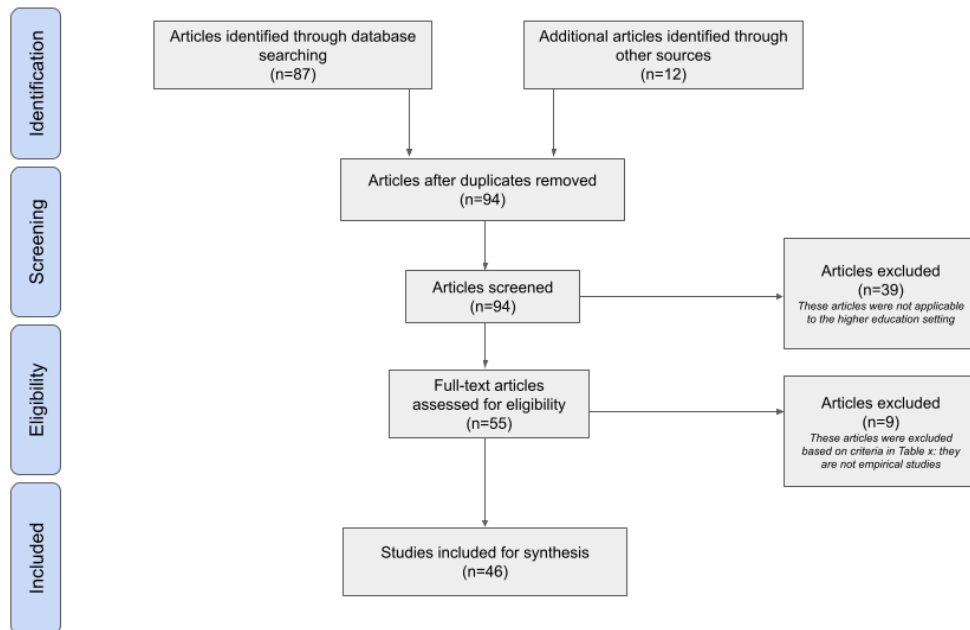 Identification
Articles identified through database
searching
(n=87)
Additional articles identified through
other sources
(n=12)
Screening
Articles after duplicates removed
(n=94)
Articles screened
(n=94)
Articles excluded
(n=39)
These articles were not applicable
to the higher education setting
Eligibility
Full-text articles
assessed for eligibility
(n=55)
Articles excluded
(n=9)
These articles were excluded
based on criteria in Table x: they
are not empirical studies
Included
Studies included for synthesis
(n=46)